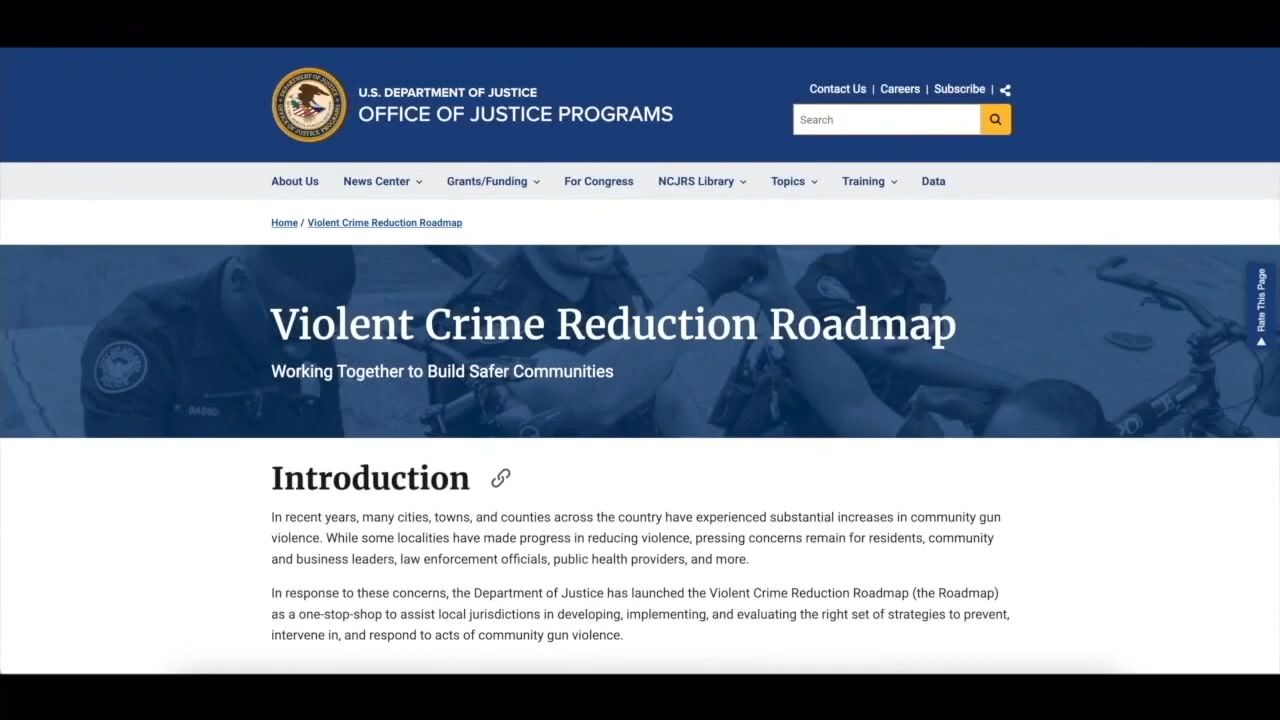 U.S. DEPARTMENT OF JUSTICE
OFFICE OF JUSTICE PROGRAMS
Contact Us | Careers | Subscribe |
Search
About Us News Center Grants/Funding For Congress NCJRS Library Topics Training Data
Home / Violent Crime Reduction Roadmap
Violent Crime Reduction Roadmap
Working Together to Build Safer Communities
Rate This Page
Introduction
In recent years, many cities, towns, and counties across the country have experienced substantial increases in community gun
violence. While some localities have made progress in reducing violence, pressing concerns remain for residents, community
and business leaders, law enforcement officials, public health providers, and more.
In response to these concerns, the Department of Justice has launched the Violent Crime Reduction Roadmap (the Roadmap)
as a one-stop-shop to assist local jurisdictions in developing, implementing, and evaluating the right set of strategies to prevent,
intervene in, and respond to acts of community gun violence.